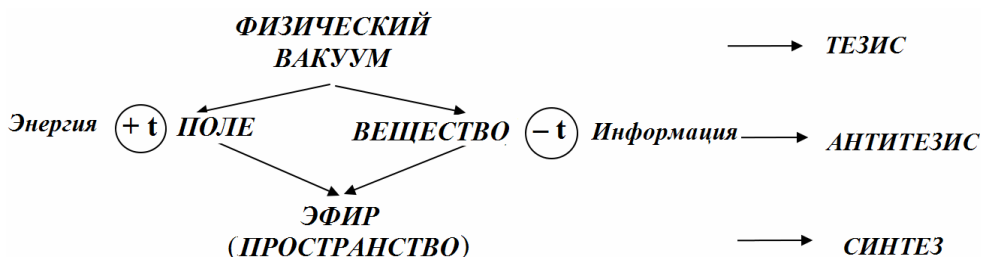 ФИЗИЧЕСКИЙ
ВАКУУМ
ТЕЗИС
Энергия + t ПОЛЕ ВЕЩЕСТВО – t Информация
АНТИТЕЗИС
ЭФИР
(ПРОСТРАНСТВО)
СИНТЕЗ